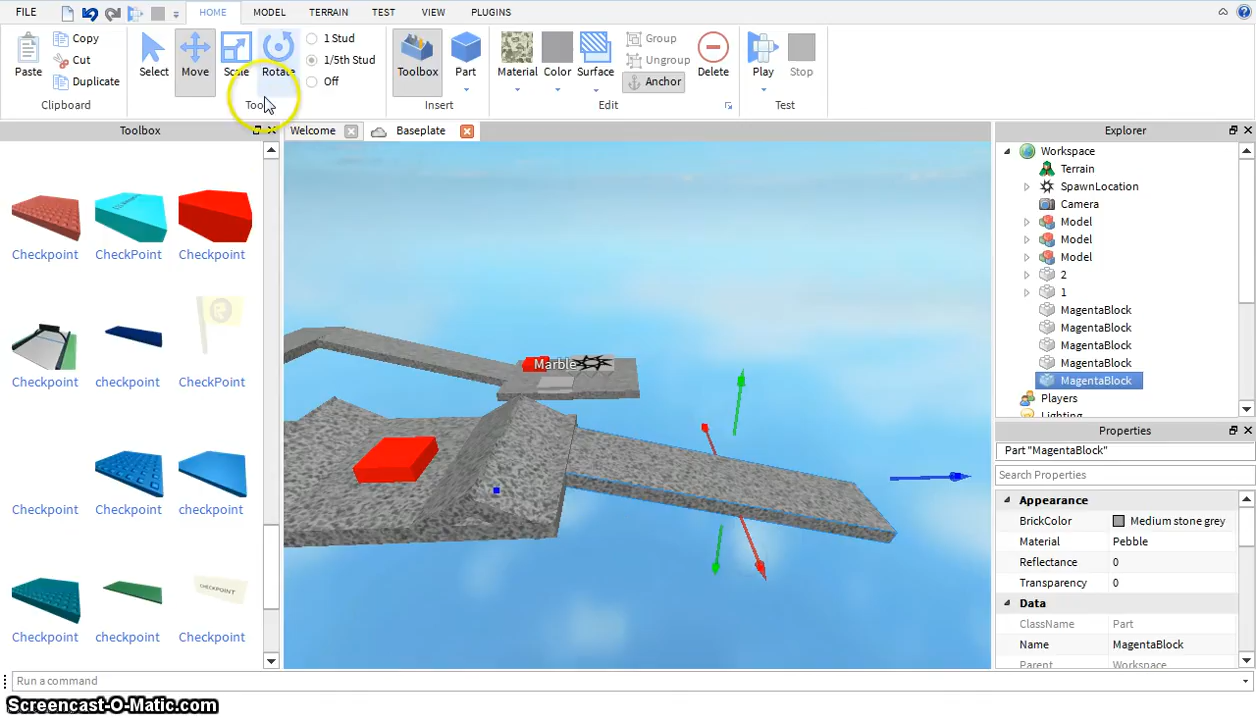 FILE HOME MODEL TERRAIN TEST VIEW PLUGINS
Copy 1 Stud Group
Cut 1/5th Stud Ungroup
Paste Duplicate Select Move Scale Rotate Off Toolbox Part Material Color Surface Anchor Delete Play Stop
Clipboard Insert Edit Test
Toolbox Welcome Baseplate Explorer
Workspace
Terrain
SpawnLocation
Camera
Model
Model
Model
2
1
MagentaBlock
MagentaBlock
MagentaBlock
MagentaBlock
MagentaBlock
Players
Lighting
Checkpoint CheckPoint Checkpoint
Checkpoint checkpoint CheckPoint
Checkpoint Checkpoint checkpoint
CHECKPOINT
Checkpoint checkpoint Checkpoint
Marble
Properties
Part "MagentaBlock"
Search Properties
Appearance
BrickColor Medium stone grey
Material Pebble
Reflectance 0
Transparency 0
Data
ClassName Part
Name MagentaBlock
Parent Workspace
Run a command
Screencast-O-Matic.com